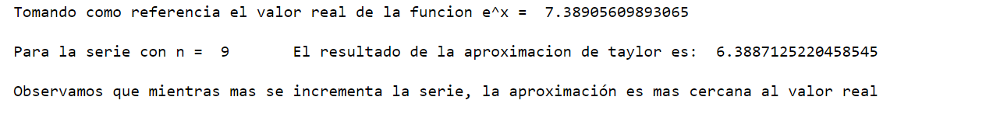 Tomando como referencia el valor real de la funcion e^x =  7.38905609893065
Para la serie con n =  9       El resultado de la aproximacion de taylor es:  6.3887125220458545
Observamos que mientras mas se incrementa la serie, la aproximación es mas cercana al valor real